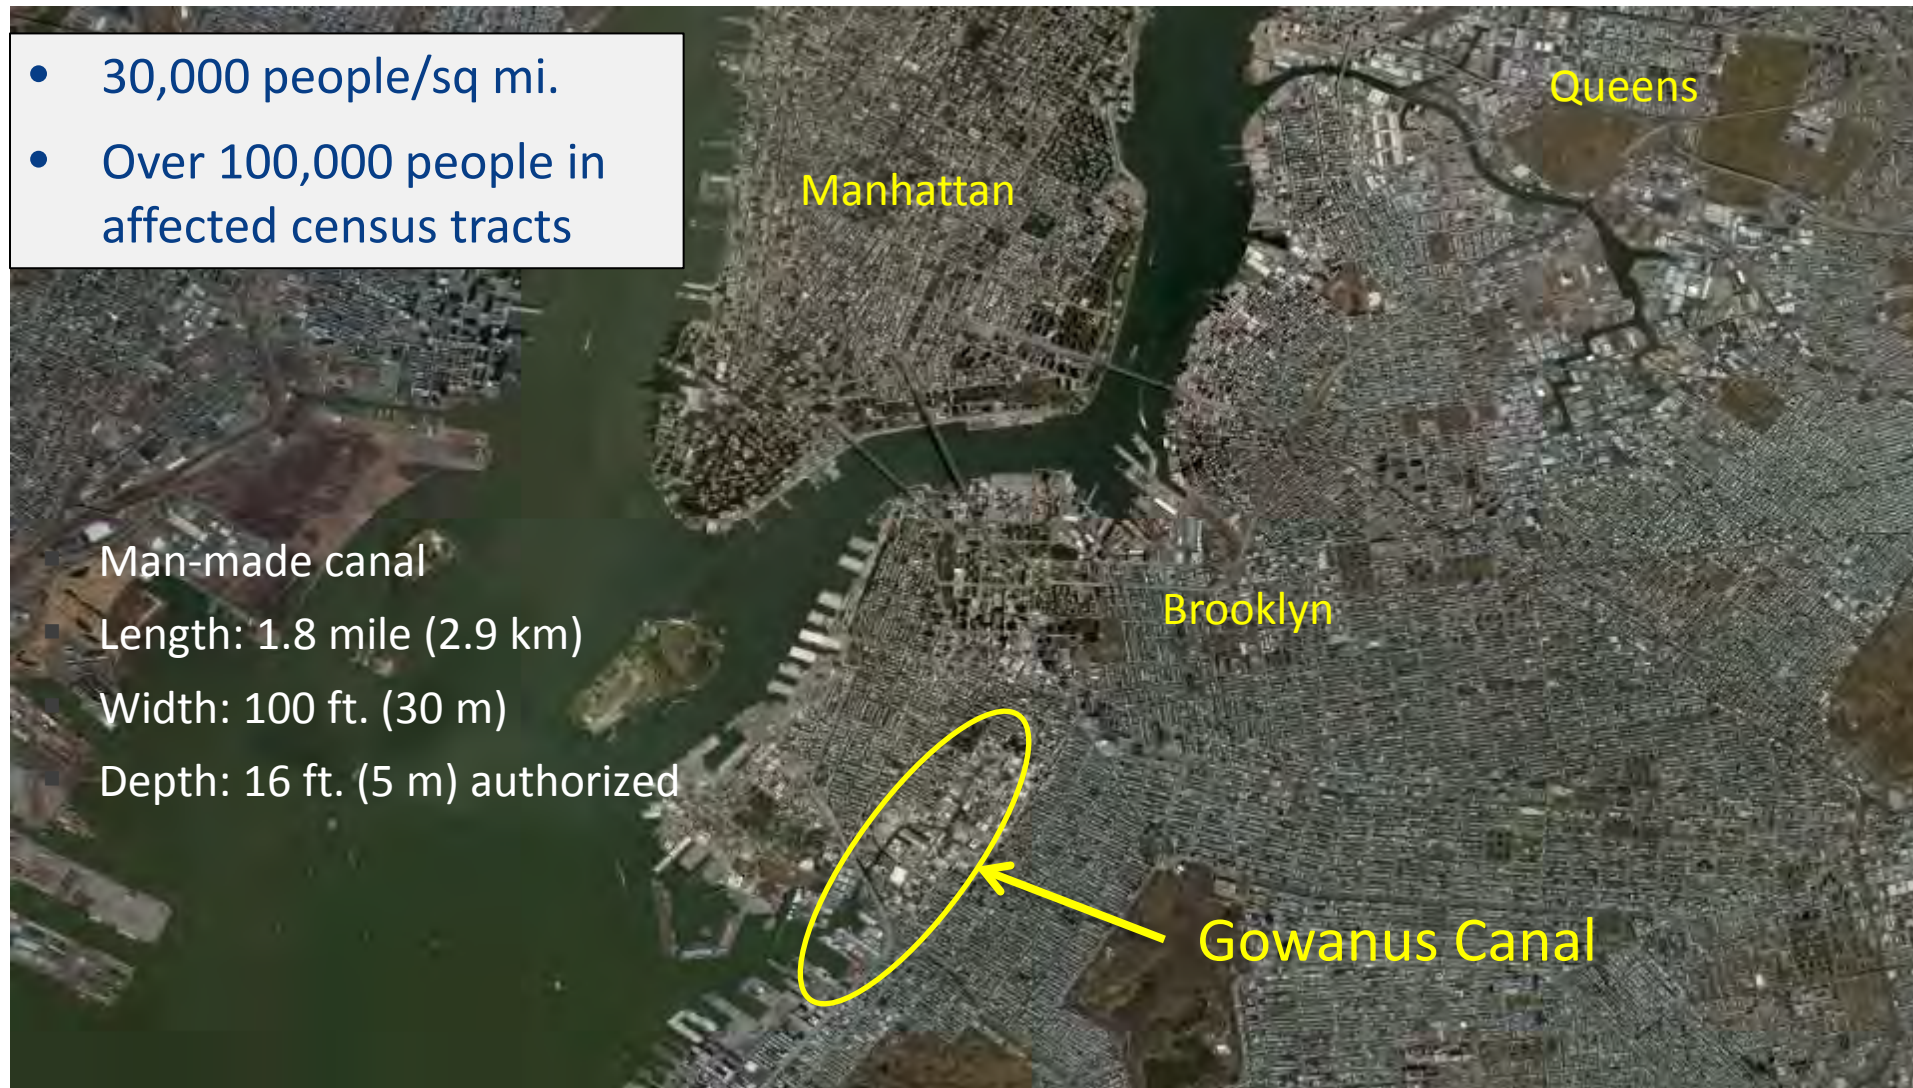 • 30,000 people/sq mi.
• Over 100,000 people in
affected census tracts
Queens
Manhattan
▪ Man-made canal
▪ Length: 1.8 mile (2.9 km)
▪ Width: 100 ft. (30 m)
▪ Depth: 16 ft. (5 m) authorized
Brooklyn
Gowanus Canal